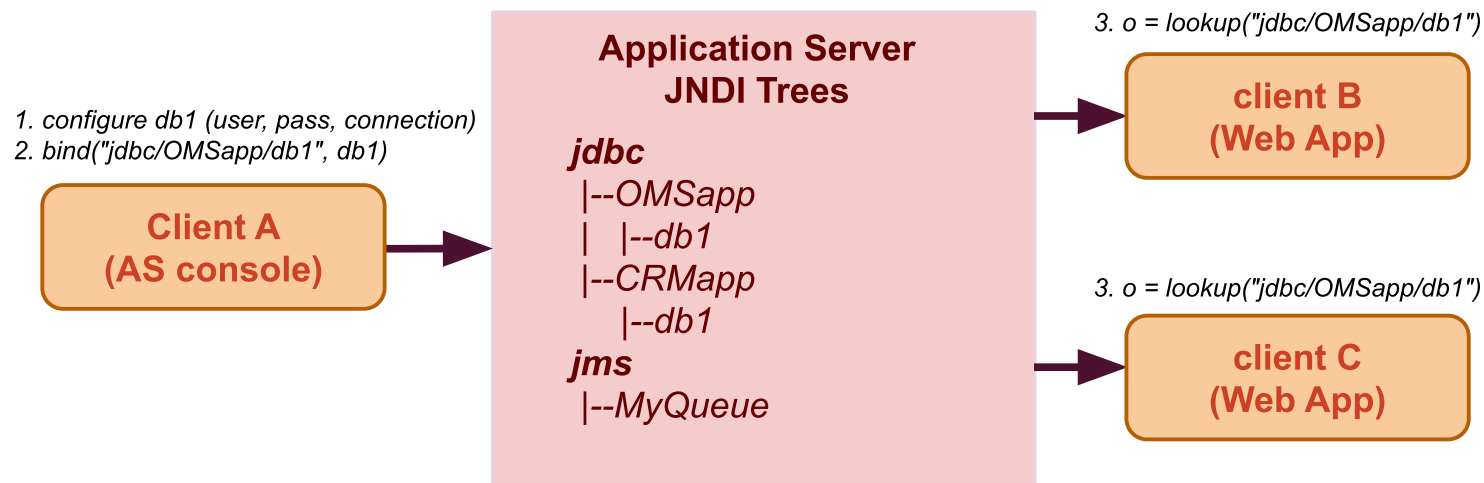 1. configure db1 (user, pass, connection)
2. bind("jdbc/OMSapp/db1", db1)
Client A
(AS console)
Application Server
JNDI Trees
jdbc
|--OMSapp
|   |--db1
|--CRMapp
|--db1
jms
|--MyQueue
3. o = lookup("jdbc/OMSapp/db1")
client B
(Web App)
3. o = lookup("jdbc/OMSapp/db1")
client C
(Web App)